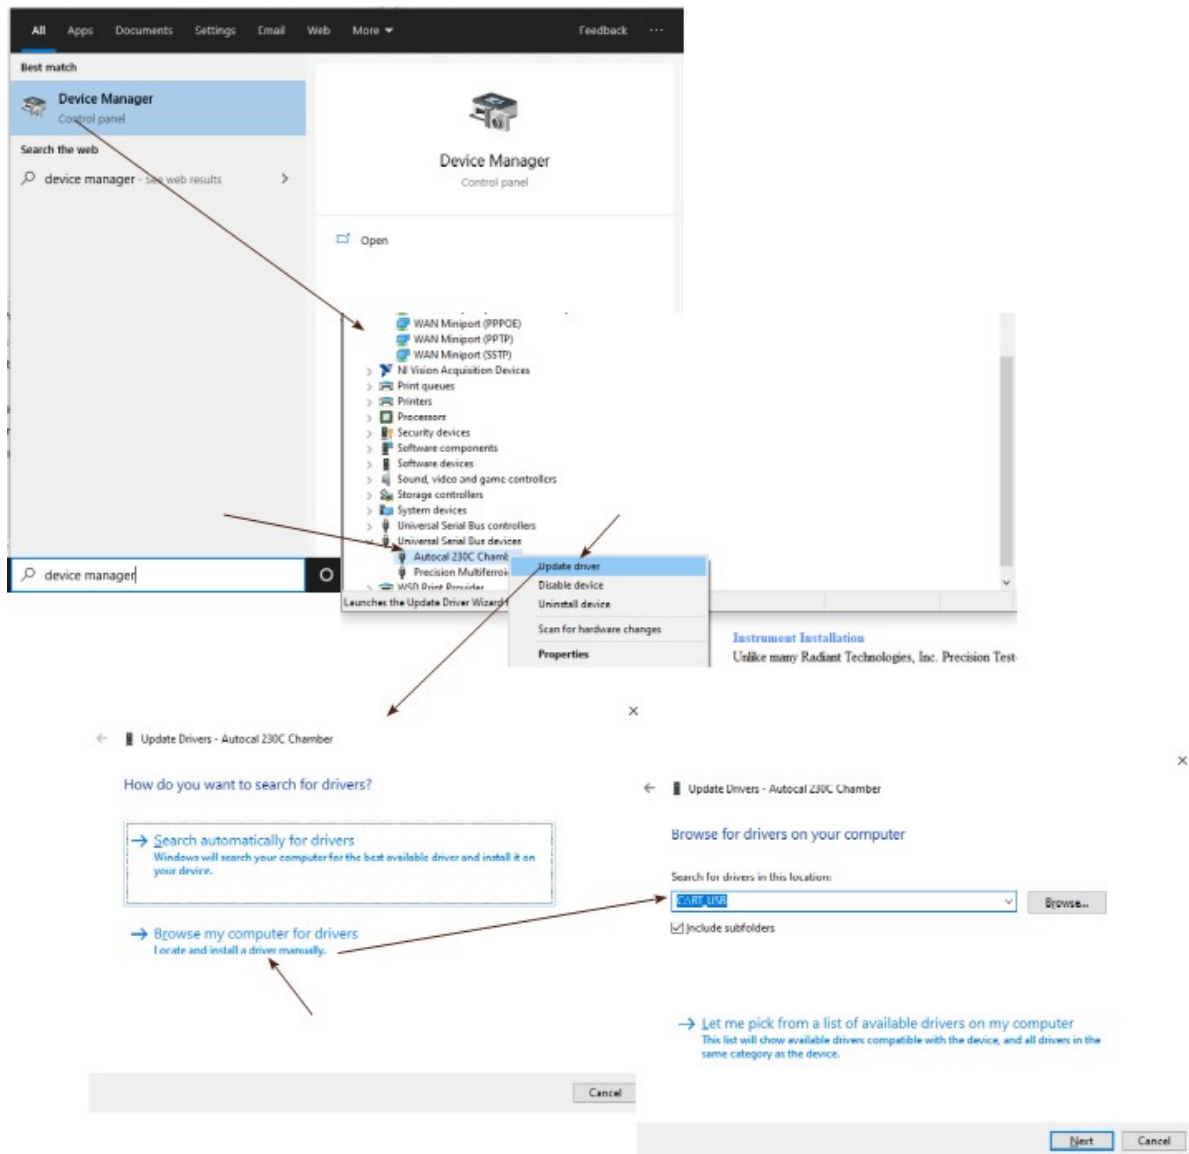 All Apps Documents Settings Email Web More Feedback ...
Best match
Device Manager
Control panel
Search the web
device manager - See web results
Device Manager
Control panel
Open
device manager
WAN Miniport (PPPOE)
WAN Miniport (PPTP)
WAN Miniport (SSTP)
NI Vision Acquisition Devices
Print queues
Printers
Processors
Security devices
Software components
Software devices
Sound, video and game controllers
Storage controllers
System devices
Universal Serial Bus controllers
Universal Serial Bus devices
Autocal 230C Chamb
Precision Multiferroi
WSD Print Provider
Launches the Update Driver Wizard f
Update driver
Disable device
Uninstall device
Scan for hardware changes
Properties
Instrument Installation
Unlike many Radiant Technologies, Inc. Precision Test
Update Drivers - Autocal 230C Chamber
How do you want to search for drivers?
Search automatically for drivers
Windows will search your computer for the best available driver and install it on
your device.
Browse my computer for drivers
Locate and install a driver manually.
Cancel
Update Drivers - Autocal 230C Chamber
Browse for drivers on your computer
Search for drivers in this location:
CART_USB
Browse...
Include subfolders
Let me pick from a list of available drivers on my computer
This list will show available drivers compatible with the device, and all drivers in the
same category as the device.
Next Cancel